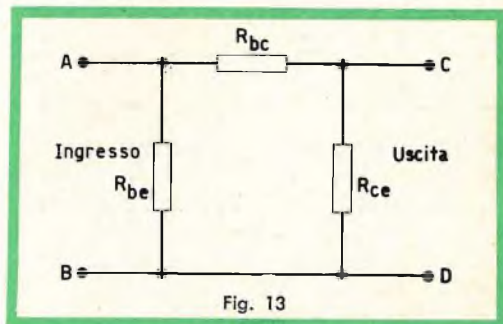 Rbc
A C
Ingresso Uscita
Rbe Rce
B D
Fig. 13